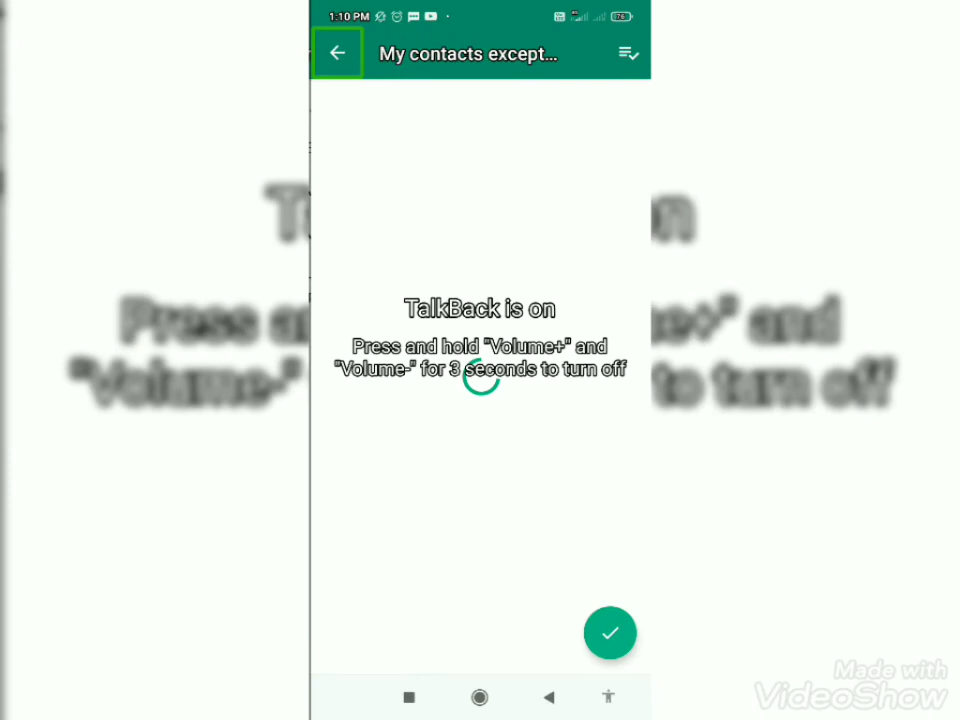 1:10 PM
76
My contacts except...
TalkBack is on
Press and hold "Volume+" and
"Volume-" for 3 seconds to turn off
Made with
VideoShow